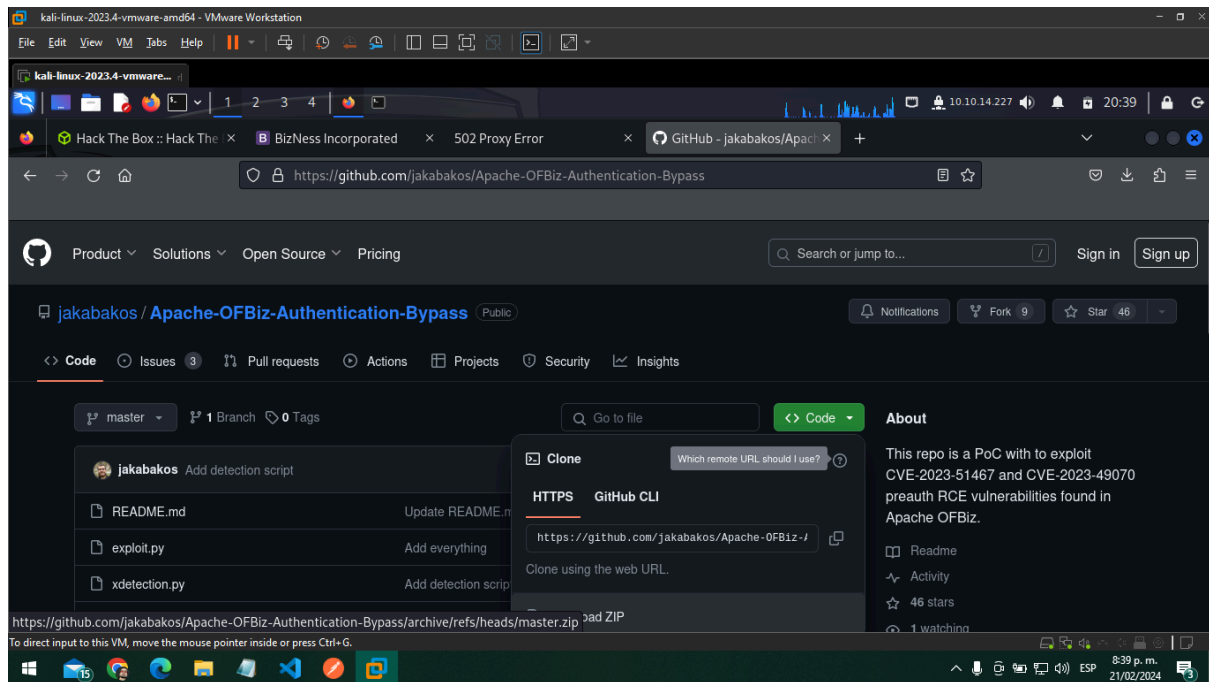 kali-linux-2023.4-vmware-amd64 - VMware Workstation
File Edit View VM Tabs Help
kali-linux-2023.4-vmware...
1 2 3 4 10.10.14.227 20:39
Hack The Box :: Hack The BizNess Incorporated 502 Proxy Error GitHub - jakabakos/Apach
https://github.com/jakabakos/Apache-OFBiz-Authentication-Bypass
Product Solutions Open Source Pricing Search or jump to... / Sign in Sign up
jakabakos / Apache-OFBiz-Authentication-Bypass Public Notifications Fork 9 Star 46
Code Issues 3 Pull requests Actions Projects Security Insights
master 1 Branch 0 Tags Go to file Code
About
This repo is a PoC with to exploit
CVE-2023-51467 and CVE-2023-49070
preauth RCE vulnerabilities found in
Apache OFBiz.
Readme
Activity
46 stars
1 watching
jakabakos Add detection script
README.md Update README.m
exploit.py Add everything
xdetection.py Add detection scrip
Clone Which remote URL should I use?
HTTPS GitHub CLI
https://github.com/jakabakos/Apache-OFBiz-A
Clone using the web URL.
oad ZIP
https://github.com/jakabakos/Apache-OFBiz-Authentication-Bypass/archive/refs/heads/master.zip
To direct input to this VM, move the mouse pointer inside or press Ctrl+G.
15 ESP 8:39 p. m.
21/02/2024 3